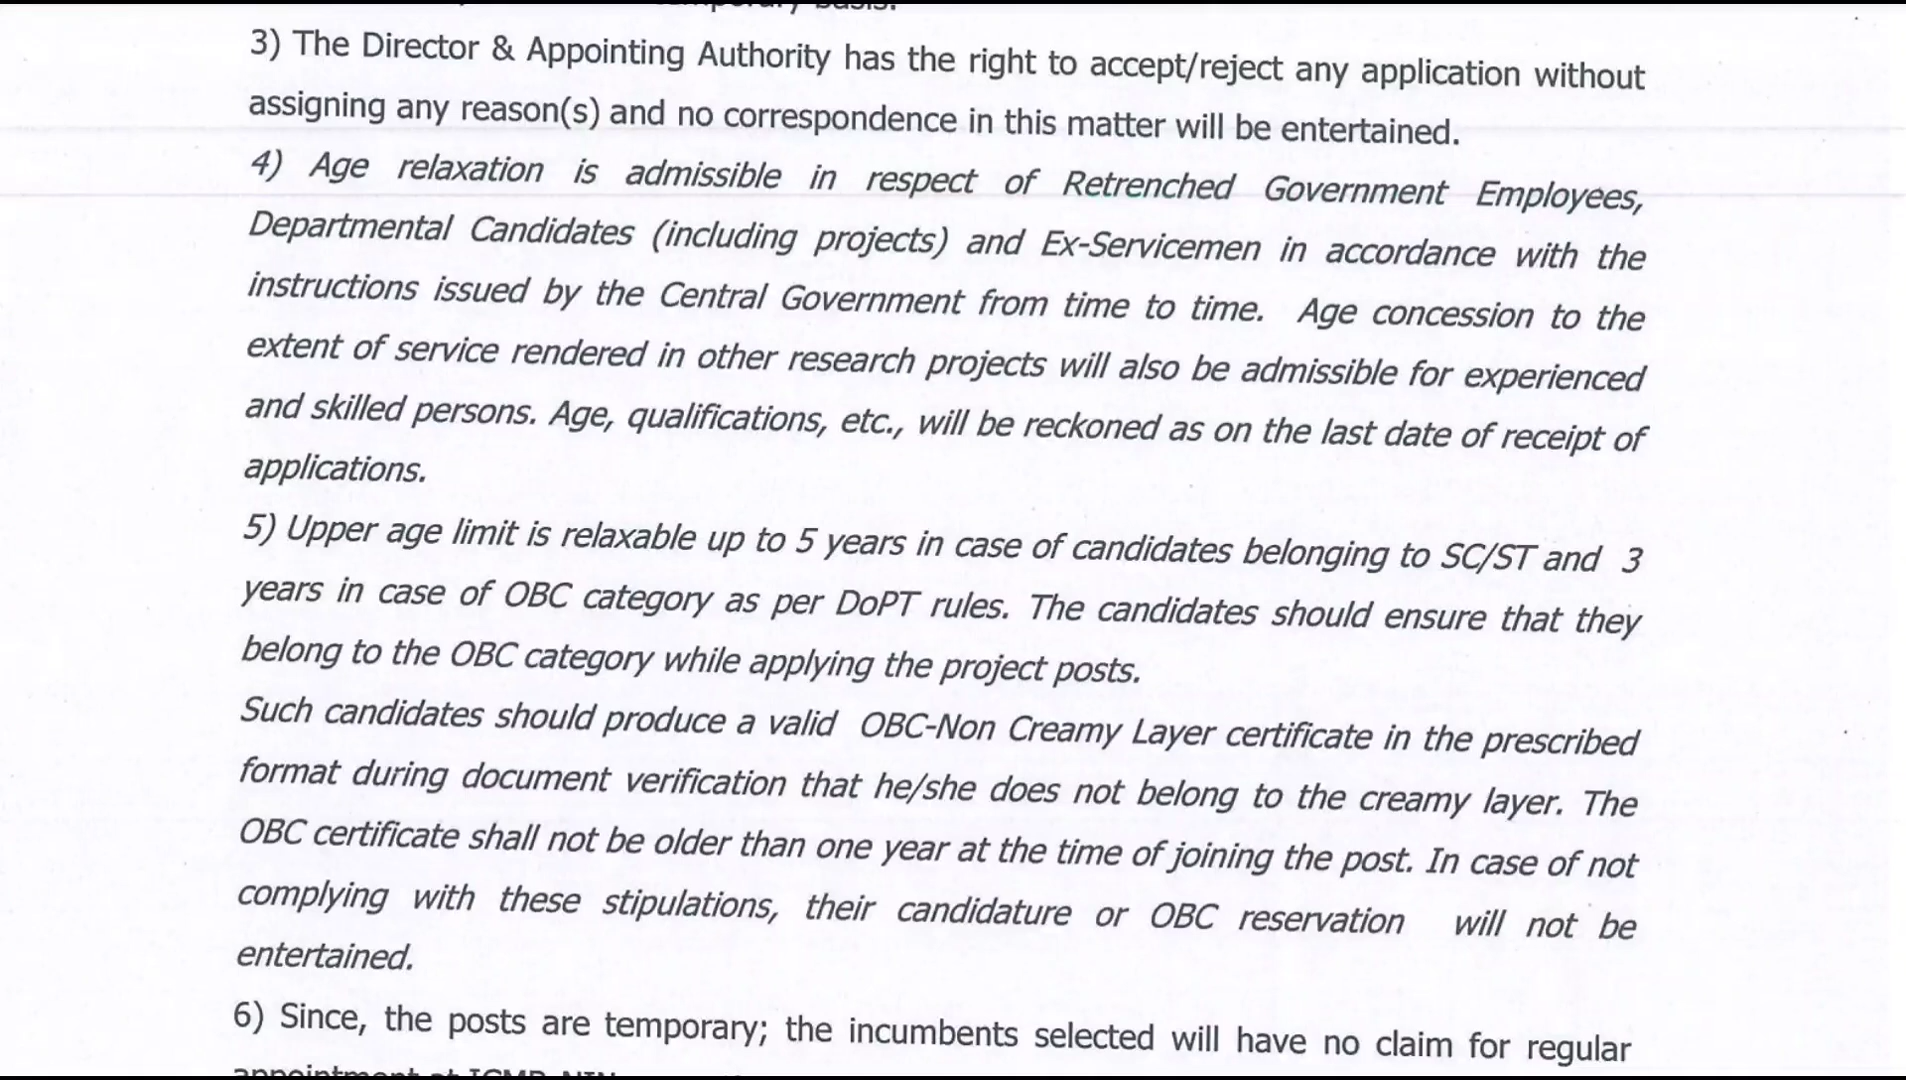 basis.
3) The Director & Appointing Authority has the right to accept/reject any application without
assigning any reason(s) and no correspondence in this matter will be entertained.
4) Age relaxation is admissible in respect of Retrenched Government Employees,
Departmental Candidates (including projects) and Ex-Servicemen in accordance with the
instructions issued by the Central Government from time to time. Age concession to the
extent of service rendered in other research projects will also be admissible for experienced
and skilled persons. Age, qualifications, etc., will be reckoned as on the last date of receipt of
applications.
5) Upper age limit is relaxable up to 5 years in case of candidates belonging to SC/ST and 3
years in case of OBC category as per DoPT rules. The candidates should ensure that they
belong to the OBC category while applying the project posts.
Such candidates should produce a valid OBC-Non Creamy Layer certificate in the prescribed
format during document verification that he/she does not belong to the creamy layer. The
OBC certificate shall not be older than one year at the time of joining the post. In case of not
complying with these stipulations, their candidature or OBC reservation will not be
entertained.
6) Since, the posts are temporary; the incumbents selected will have no claim for regular
appointment at ICMR-NIN